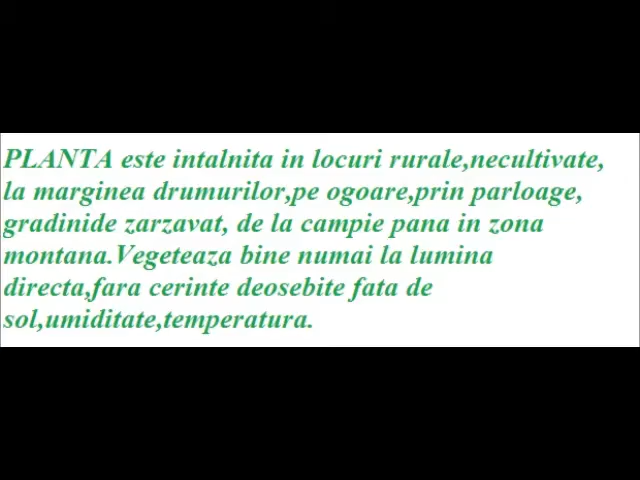 PLANTA este intalnita in locuri rurale,necultivate,
la marginea drumurilor,pe ogoare,prin parloage,
gradinide zarzavat, de la campie pana in zona
montana.Vegeteaza bine numai la lumina
directa,fara cerinte deosebite fata de
sol,umiditate,temperatura.